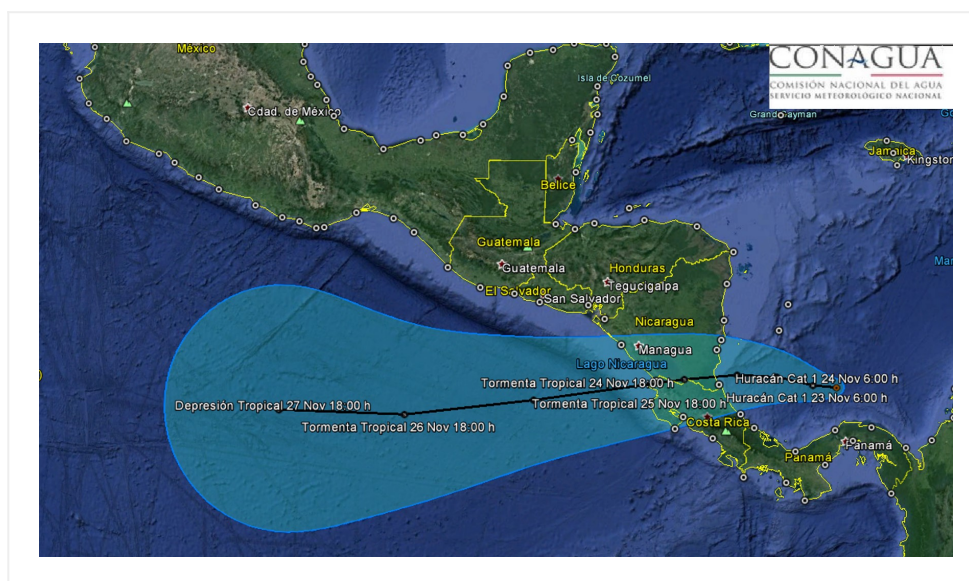 México
CONAGUA
COMISIÓN NACIONAL DEL AGUA
SERVICIO METEOROLÓGICO NACIONAL
Isla de Cozumel
Cdad. de México
Grand Cayman
Jamaica
Kingston
Belice
Guatemala
Guatemala
Honduras
El Salvador
San Salvador
Tegucigalpa
Nicaragua
Managua
Lago Nicaragua
Tormenta Tropical 24 Nov 18:00 h
Huracán Cat 1 24 Nov 6:00 h
Depresión Tropical 27 Nov 18:00 h
Tormenta Tropical 25 Nov 18:00 h
Huracán Cat 1 23 Nov 6:00 h
Tormenta Tropical 26 Nov 18:00 h
Costa Rica
Panamá
Panamá